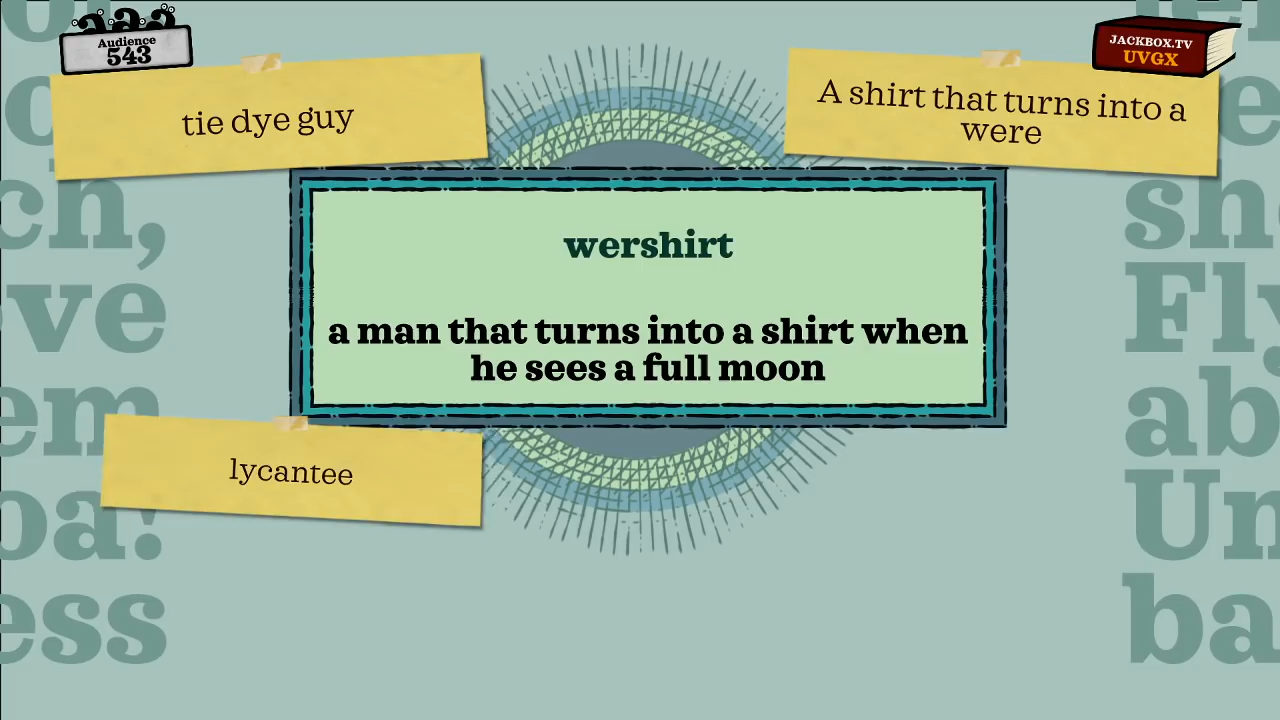 Audience
543
JACKBOX.TV
UVGX
tie dye guy
A shirt that turns into a
were
wershirt
a man that turns into a shirt when
he sees a full moon
lycantee